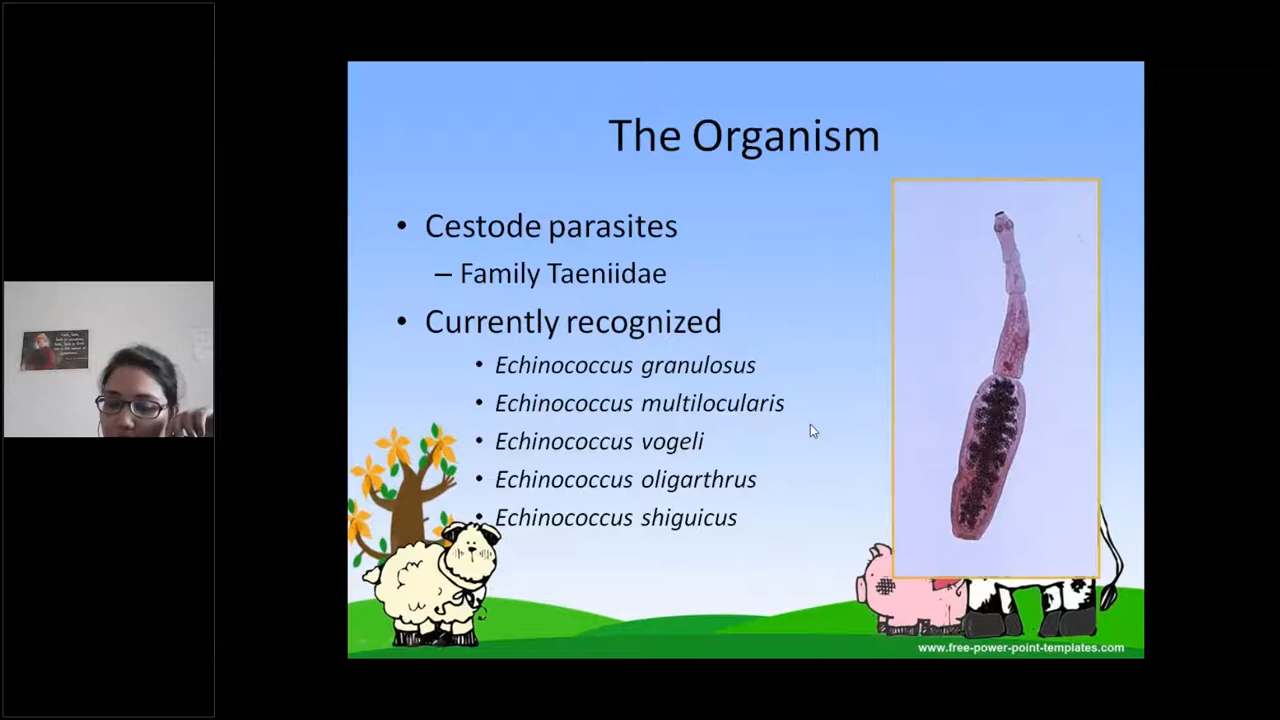 The Organism
• Cestode parasites
– Family Taeniidae
• Currently recognized
• Echinococcus granulosus
• Echinococcus multilocularis
• Echinococcus vogeli
• Echinococcus oligarthrus
• Echinococcus shiguicus
www.free-power-point-templates.com